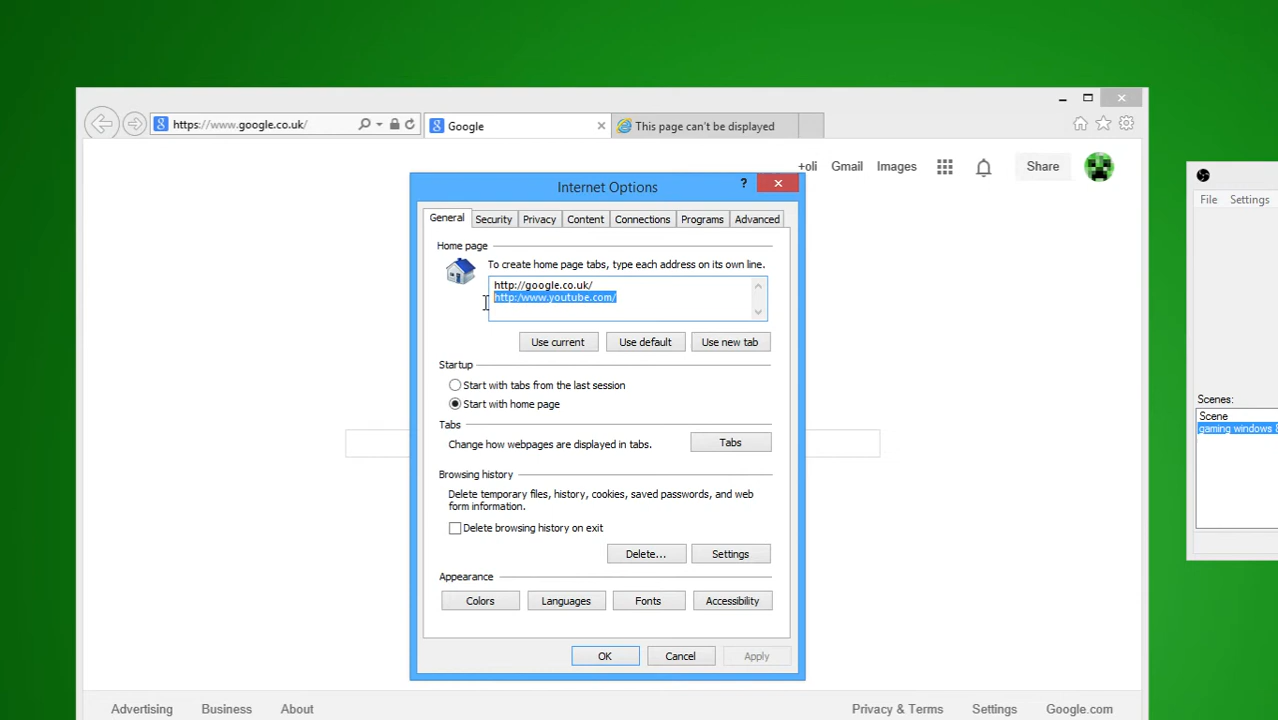 https://www.google.co.uk/
Google
This page can't be displayed
+oli Gmail Images Share
Internet Options
?
General Security Privacy Content Connections Programs Advanced
Home page
To create home page tabs, type each address on its own line.
http://google.co.uk/
http:/www.youtube.com/
Use current Use default Use new tab
Startup
Start with tabs from the last session
Start with home page
Tabs
Change how webpages are displayed in tabs.
Tabs
Browsing history
Delete temporary files, history, cookies, saved passwords, and web
form information.
Delete browsing history on exit
Delete... Settings
Appearance
Colors Languages Fonts Accessibility
OK Cancel Apply
Advertising Business About Privacy & Terms Settings Google.com
File Settings
Scenes:
Scene
gaming windows 8